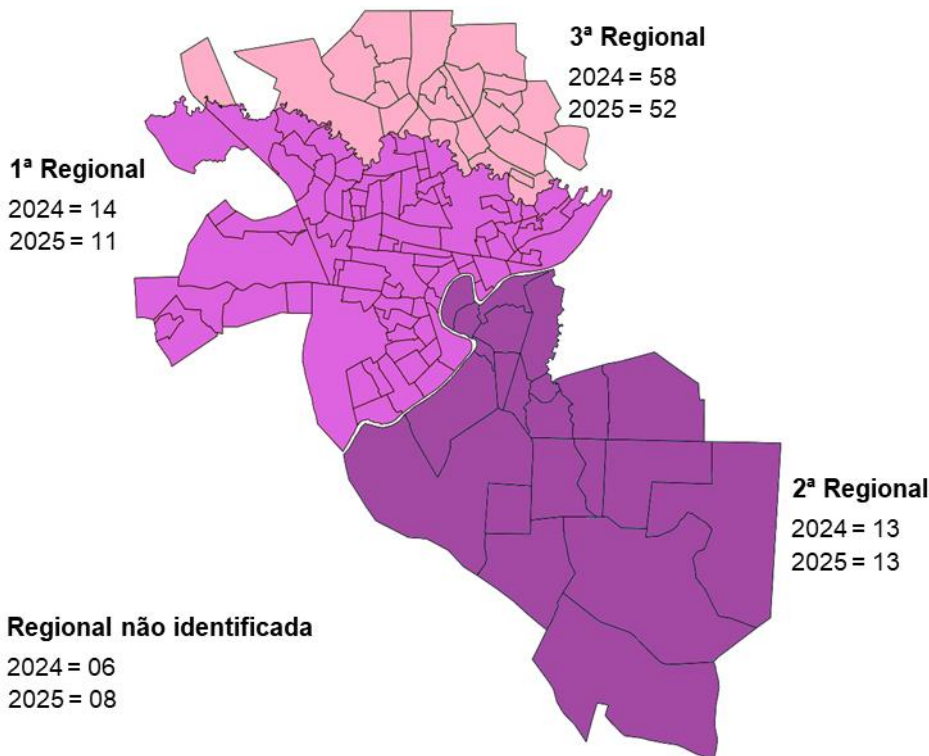 3ª Regional
2024 = 58
2025 = 52
1ª Regional
2024 = 14
2025 = 11
2ª Regional
2024 = 13
2025 = 13
Regional não identificada
2024 = 06
2025 = 08